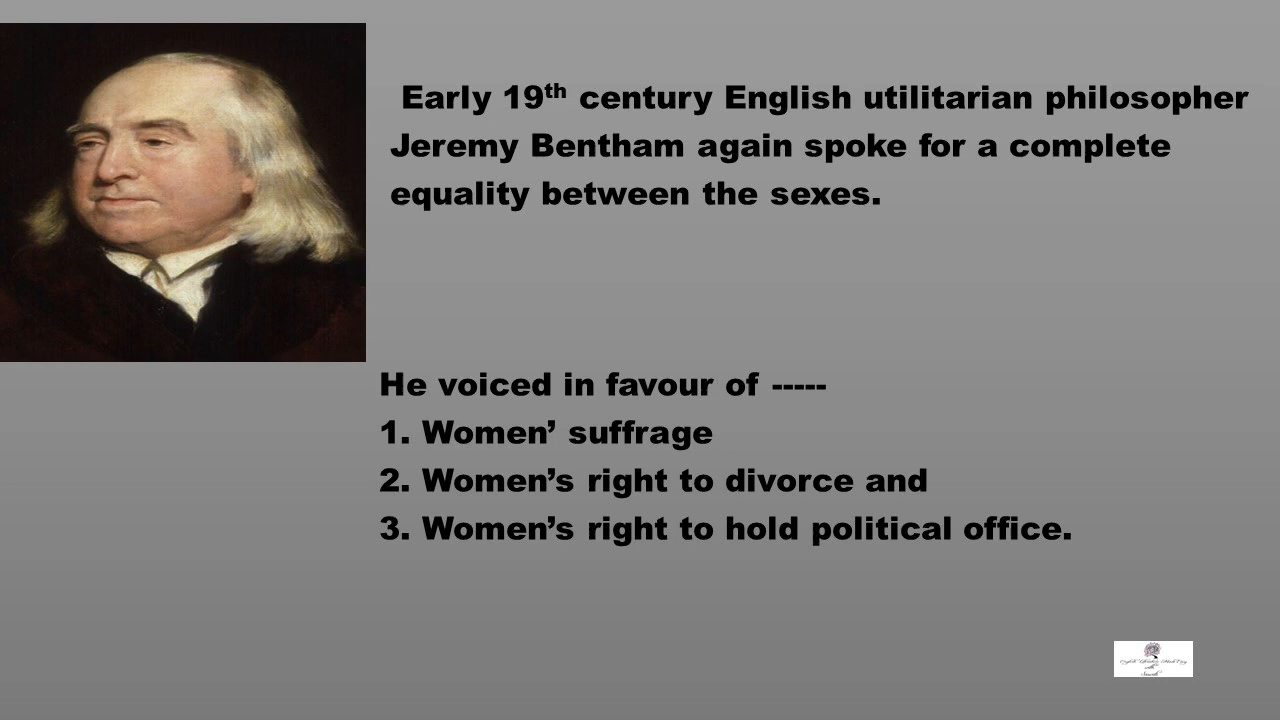 Early 19th century English utilitarian philosopher
Jeremy Bentham again spoke for a complete
equality between the sexes.
He voiced in favour of -----
1. Women’ suffrage
2. Women’s right to divorce and
3. Women’s right to hold political office.